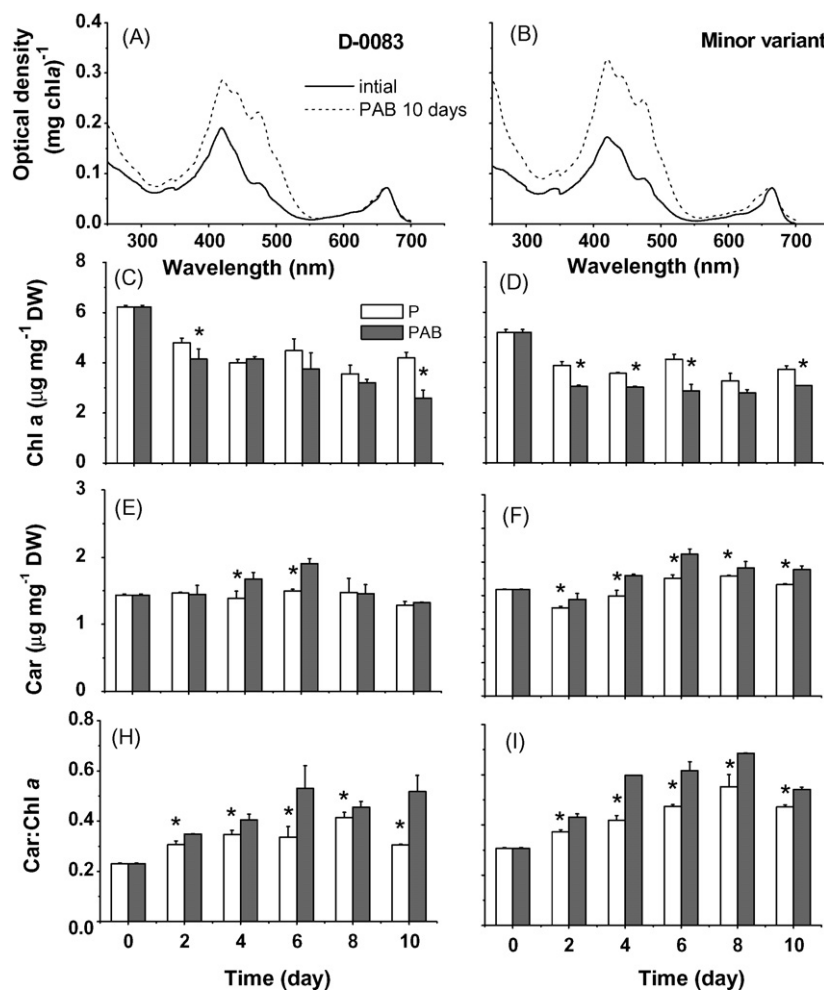 (A) D-0083
(B) Minor variant
intial
PAB 10 days
Optical density
(mg chla)-1
0.4
0.3
0.2
0.1
0.0
300 400 500 600 700
300 400 500 600 700
Wavelength (nm)
Wavelength (nm)
(C)
(D)
P
PAB
Chl a (µg mg-1 DW)
8
6
4
2
0
* *
* * * *
(E)
(F)
Car (µg mg-1 DW)
3
2
1
0
* *
* * * * *
(H)
(I)
Car:Chl a
0.8
0.6
0.4
0.2
0.0
* * * * *
* * * * *
0 2 4 6 8 10
0 2 4 6 8 10
Time (day)
Time (day)